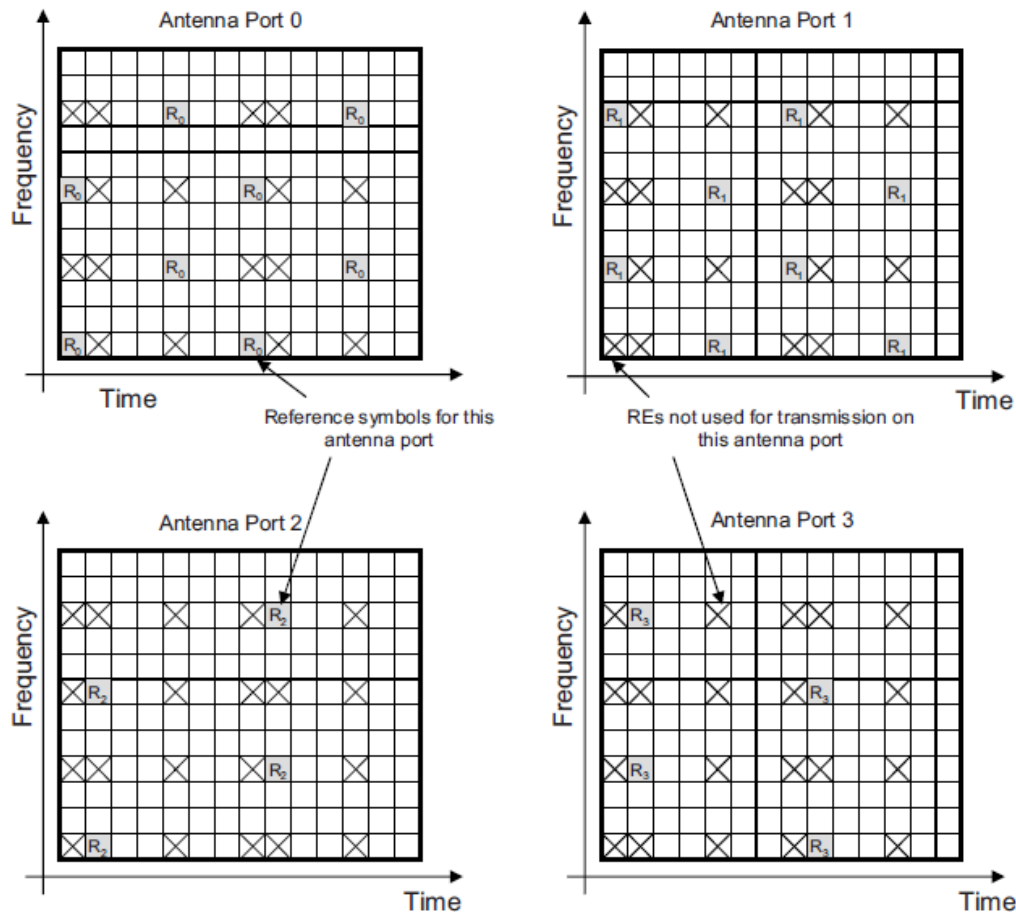 Antenna Port 0
Antenna Port 1
Frequency
R0 R0
R0 R0
R0 R0
R0 R0
Time
Frequency
R1 R1
R1 R1
R1 R1
R1 R1
Time
Reference symbols for this
antenna port
REs not used for transmission on
this antenna port
Antenna Port 2
Antenna Port 3
Frequency
R2
R2
R2
R2
Time
Frequency
R3
R3
R3
R3
Time